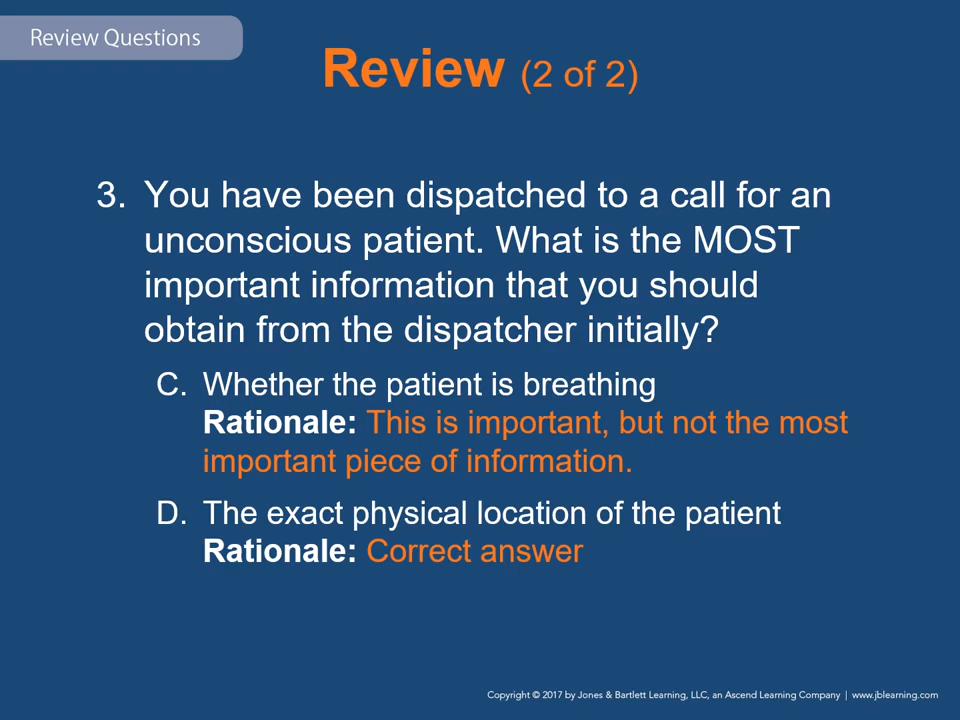 Review Questions
Review (2 of 2)
3. You have been dispatched to a call for an
unconscious patient. What is the MOST
important information that you should
obtain from the dispatcher initially?
C. Whether the patient is breathing
Rationale: This is important, but not the most
important piece of information.
D. The exact physical location of the patient
Rationale: Correct answer
Copyright © 2017 by Jones & Bartlett Learning, LLC, an Ascend Learning Company | www.jblearning.com